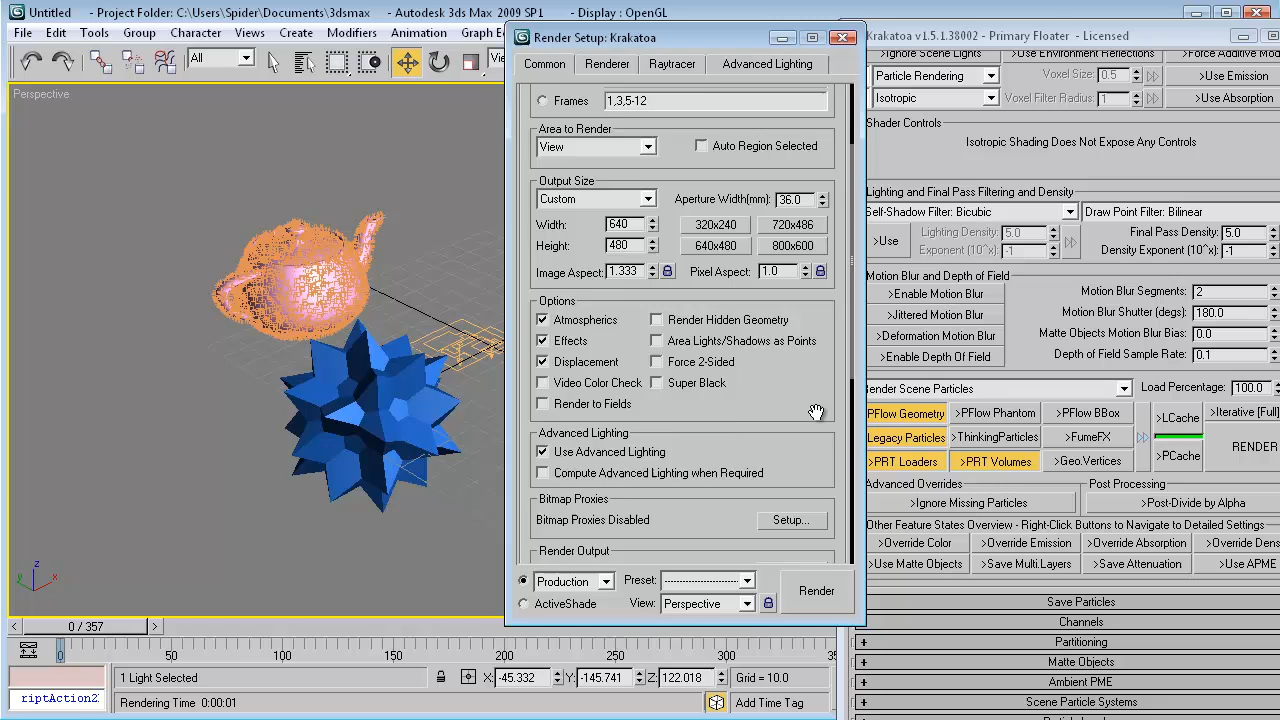 Untitled - Project Folder: C:\Users\Spider\Documents\3dsmax - Autodesk 3ds Max 2009 SP1 - Display : OpenGL
File Edit Tools Group Character Views Create Modifiers Animation Graph E
All
Perspective
Render Setup: Krakatoa
Common Renderer Raytracer Advanced Lighting
Frames 1,3,5-12
Area to Render
View Auto Region Selected
Output Size
Custom Aperture Width(mm): 36.0
Width: 640 320x240 720x486
Height: 480 640x480 800x600
Image Aspect: 1.333 Pixel Aspect: 1.0
Options
Atmospherics Render Hidden Geometry
Effects Area Lights/Shadows as Points
Displacement Force 2-Sided
Video Color Check Super Black
Render to Fields
Advanced Lighting
Use Advanced Lighting
Compute Advanced Lighting when Required
Bitmap Proxies
Bitmap Proxies Disabled Setup...
Render Output
Production Preset: --------------------
ActiveShade View: Perspective
Render
Krakatoa v1.5.1.38002 - Primary Floater - Licensed
Particle Rendering Voxel Size: 0.5 >Use Emission
Isotropic Voxel Filter Radius: 1 >Use Absorption
Shader Controls
Isotropic Shading Does Not Expose Any Controls
Lighting and Final Pass Filtering and Density
Self-Shadow Filter: Bicubic Draw Point Filter: Bilinear
>Use Lighting Density: 5.0 Final Pass Density: 5.0
Exponent (10^x): -1 Density Exponent (10^x): -1
Motion Blur and Depth of Field
>Enable Motion Blur Motion Blur Segments: 2
>Jittered Motion Blur Motion Blur Shutter (degs): 180.0
>Deformation Motion Blur Matte Objects Motion Blur Bias: 0.0
>Enable Depth Of Field Depth of Field Sample Rate: 0.1
ender Scene Particles Load Percentage: 100.0
PFlow Geometry >PFlow Phantom >PFlow BBox >LCache >Iterative [Full
Legacy Particles >ThinkingParticles >FumeFX RENDER
>PRT Loaders >PRT Volumes >Geo.Vertices >PCache
Advanced Overrides Post Processing
>Ignore Missing Particles >Post-Divide by Alpha
Other Feature States Overview - Right-Click Buttons to Navigate to Detailed Settings
>Override Color >Override Emission >Override Absorption >Override Dens
>Use Matte Objects >Save Multi.Layers >Save Attenuation >Use APME
Save Particles
Channels
+ Partitioning
+ Matte Objects
+ Ambient PME
+ Scene Particle Systems
z
y x
< 0 / 357 >
0 50 100 150 200 250 300 35
1 Light Selected X: -45.332 Y: -145.741 Z: 122.018 Grid = 10.0
riptAction2 Rendering Time 0:00:01 Add Time Tag